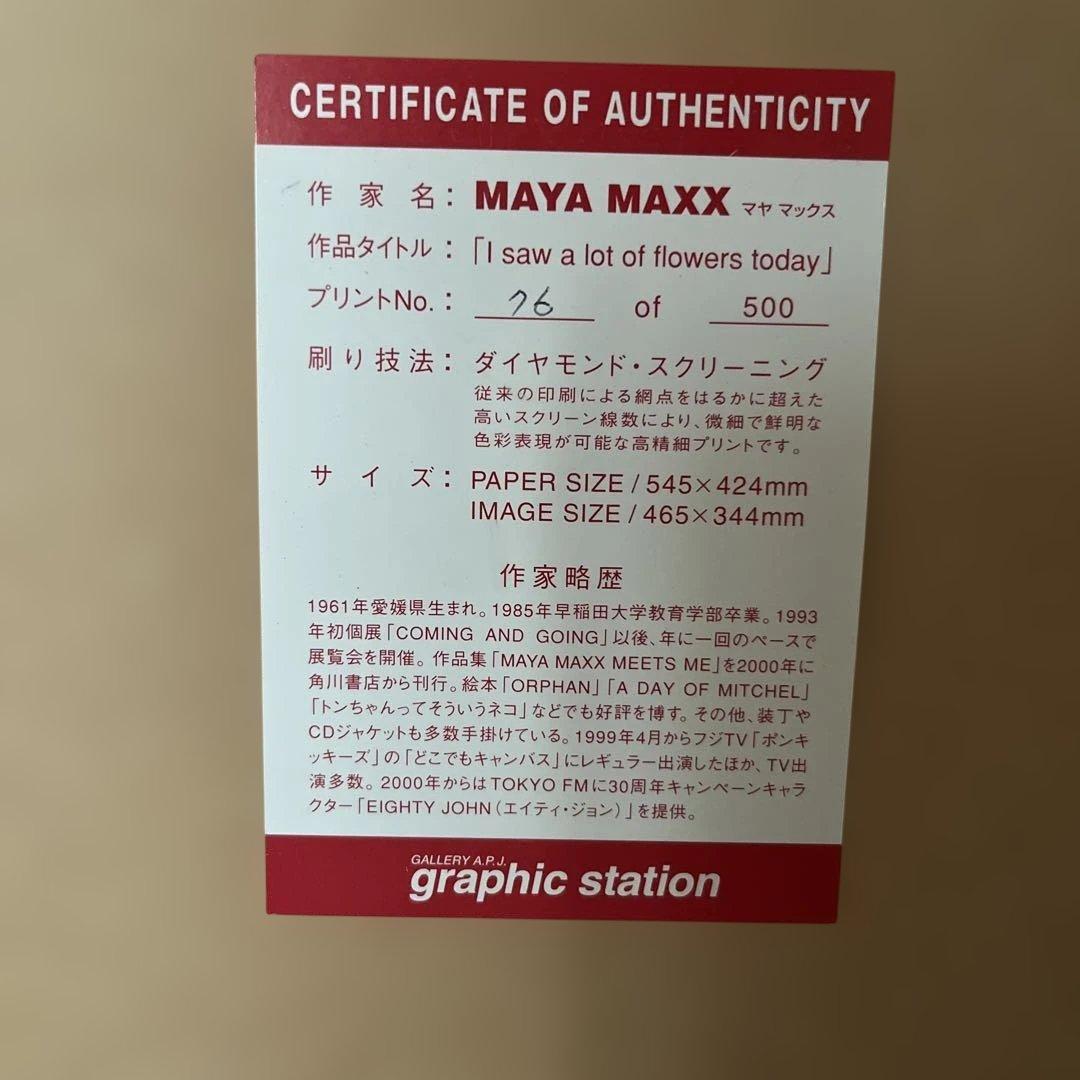 CERTIFICATE OF AUTHENTICITY
作家名： MAYA MAXX マヤ マックス
作品タイトル：「I saw a lot of flowers today」
プリントNo.： 76 of 500
刷り技法： ダイヤモンド・スクリーニング
従来の印刷による網点をはるかに超えた
高いスクリーン線数により、微細で鮮明な
色彩表現が可能な高精細プリントです。
サイズ： PAPER SIZE / 545×424mm
IMAGE SIZE / 465×344mm
作家略歴
1961年愛媛県生まれ。1985年早稲田大学教育学部卒業。1993
年初個展「COMING AND GOING」以後、年に一回のペースで
展覧会を開催。作品集「MAYA MAXX MEETS ME」を2000年に
角川書店から刊行。絵本「ORPHAN」「A DAY OF MITCHEL」
「トンちゃんってそういうネコ」などでも好評を博す。その他、装丁や
CDジャケットも多数手掛けている。1999年4月からフジTV「ポンキ
ッキーズ」の「どこでもキャンバス」にレギュラー出演したほか、TV出
演多数。2000年からはTOKYO FMに30周年キャンペーンキャラ
クター「EIGHTY JOHN（エイティ・ジョン）」を提供。
GALLERY A.P.J.
graphic station